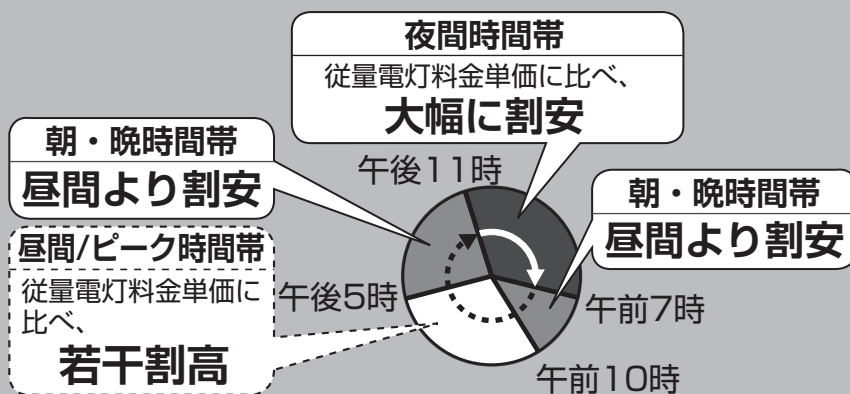 夜間時間帯
従量電灯料金単価に比べ、
大幅に割安
朝・晩時間帯
昼間より割安
午後11時
朝・晩時間帯
昼間より割安
昼間/ピーク時間帯
従量電灯料金単価に
比べ、
若干割高
午後5時
午前7時
午前10時